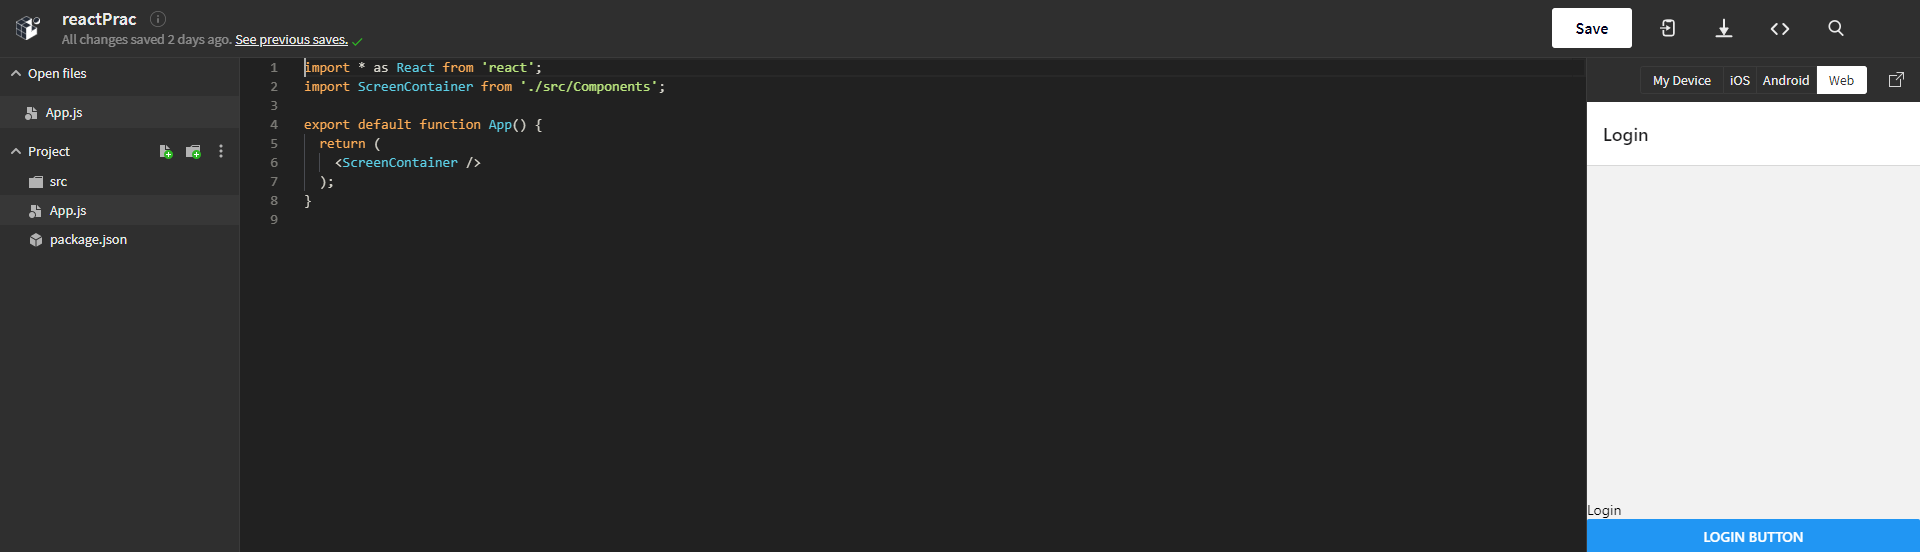 reactPrac
All changes saved 2 days ago. See previous saves.
Save
Open files
App.js
Project
src
App.js
package.json
1 import * as React from 'react';
2 import ScreenContainer from './src/Components';
3
4 export default function App() {
5 return (
6 <ScreenContainer />
7 );
8 }
9
My Device iOS Android Web
Login
Login
LOGIN BUTTON